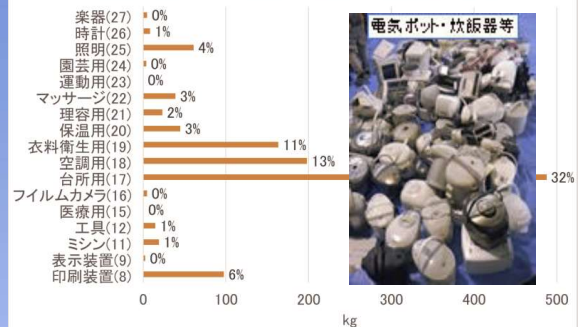 電気ポット・炊飯器等
楽器(27) 0%
時計(26) 1%
照明(25) 4%
園芸用(24) 0%
運動用(23) 0%
マッサージ(22) 3%
理容用(21) 2%
保温用(20) 3%
衣料衛生用(19) 11%
空調用(18) 13%
台所用(17) 32%
フイルムカメラ(16) 0%
医療用(15) 0%
工具(12) 1%
ミシン(11) 1%
表示装置(9) 0%
印刷装置(8) 6%
0 100 200 300 400 500
kg